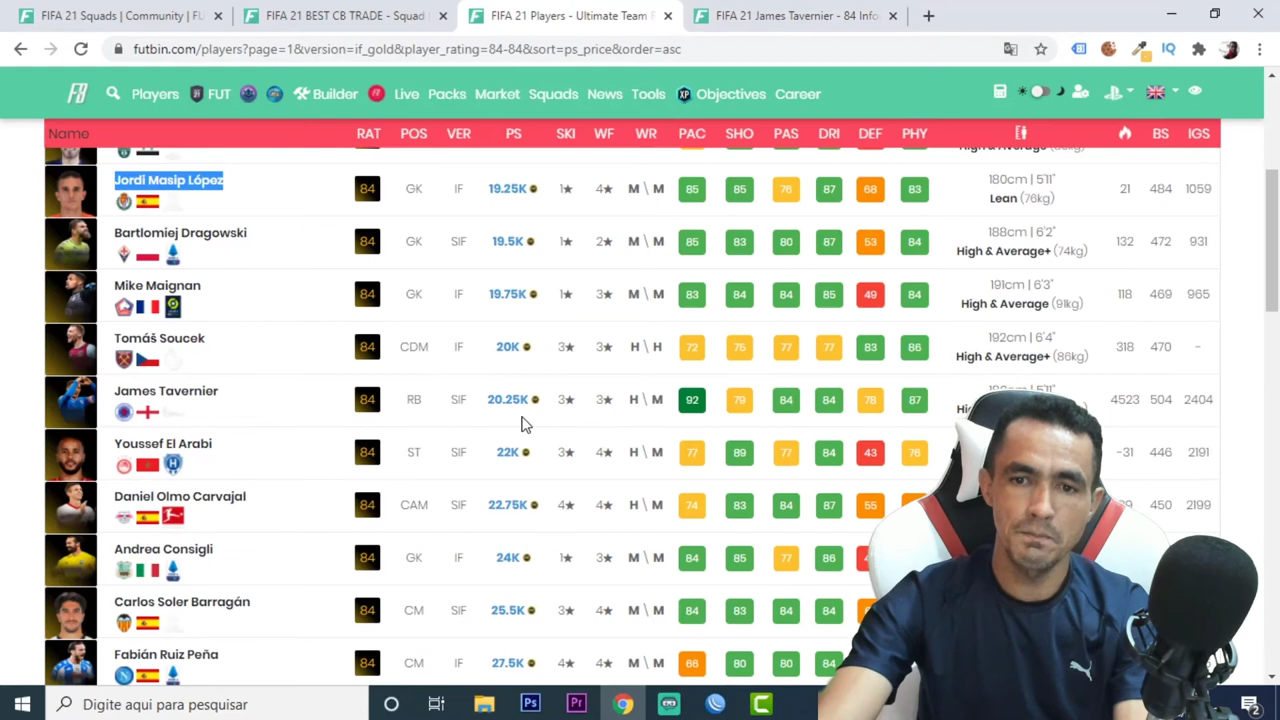 FIFA 21 Squads | Community | FU FIFA 21 BEST CB TRADE - Squad FIFA 21 Players - Ultimate Team FIFA 21 James Tavernier - 84 Info
futbin.com/players?page=1&version=if_gold&player_rating=84-84&sort=ps_price&order=asc IQ
F8 Players FUT Builder Live Packs Market Squads News Tools XP Objectives Career
Name RAT POS VER PS SKI WF WR PAC SHO PAS DRI DEF PHY BS IGS
Jordi Masip López 84 GK IF 19.25K 1★ 4★ M \ M 85 85 76 87 68 83 180cm | 5'11" Lean (76kg) 21 484 1059
Bartlomiej Dragowski 84 GK SIF 19.5K 1★ 2★ M \ M 85 83 80 87 53 84 188cm | 6'2" High & Average+ (74kg) 132 472 931
Mike Maignan 84 GK IF 19.75K 1★ 3★ M \ M 83 84 84 85 49 84 191cm | 6'3" High & Average (91kg) 118 469 965
Tomáš Soucek 84 CDM IF 20K 3★ 3★ H \ H 72 75 77 77 83 86 192cm | 6'4" High & Average+ (86kg) 318 470 -
James Tavernier 84 RB SIF 20.25K 3★ 3★ H \ M 92 79 84 84 78 87 4523 504 2404
Youssef El Arabi 84 ST SIF 22K 3★ 4★ H \ M 77 89 77 84 43 76 -31 446 2191
Daniel Olmo Carvajal 84 CAM SIF 22.75K 4★ 4★ H \ M 74 83 84 87 55 450 2199
Andrea Consigli 84 GK IF 24K 1★ 3★ M \ M 84 85 77 86
Carlos Soler Barragán 84 CM SIF 25.5K 3★ 4★ M \ M 84 83 84 84
Fabián Ruiz Peña 84 CM IF 27.5K 4★ 4★ M \ M 66 80 80 84
Digite aqui para pesquisar Ps Pr 2